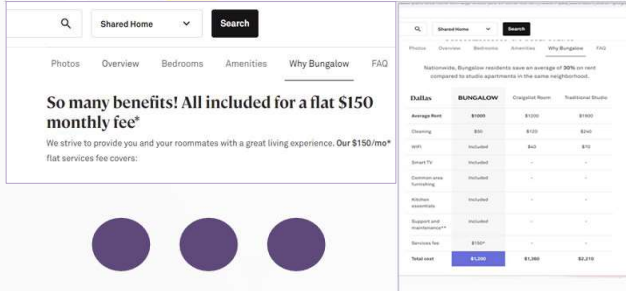 Shared Home
Search
Photos Overview Bedrooms Amenities Why Bungalow FAQ
So many benefits! All included for a flat $150
monthly fee*
We strive to provide you and your roommates with a great living experience. Our $150/mo*
flat services fee covers:
Shared Home
Search
Photos Overview Bedrooms Amenities Why Bungalow FAQ
Nationwide, Bungalow residents save an average of 30% on rent
compared to studio apartments in the same neighborhood.
Dallas BUNGALOW Craigslist Room Traditional Studio
Average Rent $1000 $1200 $1900
Cleaning $50 $120 $240
WiFi Included $40 $70
Smart TV Included - -
Common area
furnishing Included - -
Kitchen
essentials Included - -
Support and
maintenance** Included - -
Services fee $150* - -
Total cost $1,200 $1,360 $2,210